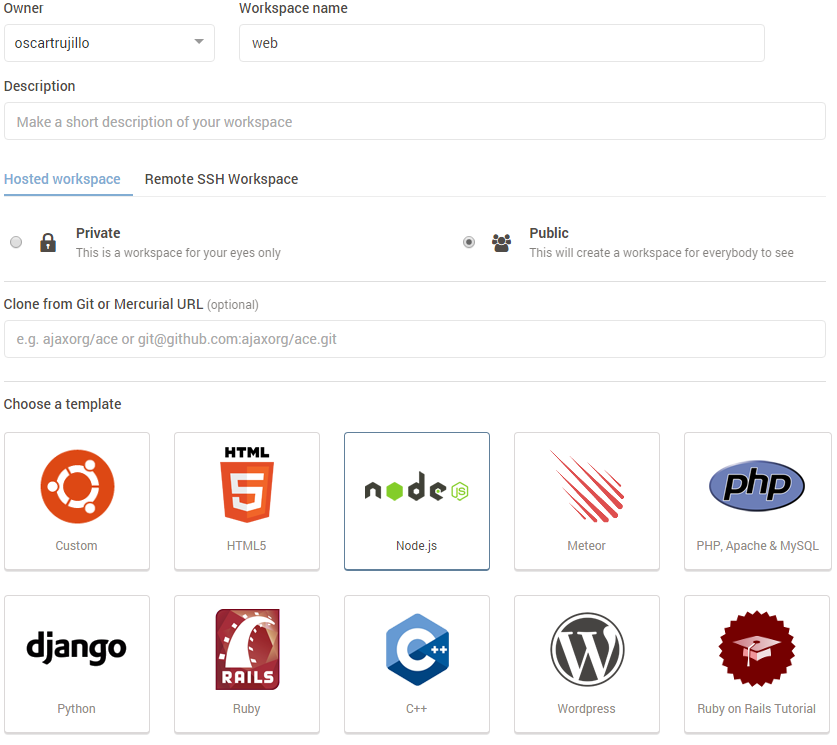 Owner
Workspace name
oscartrujillo
web
Description
Make a short description of your workspace
Hosted workspace
Remote SSH Workspace
Private
This is a workspace for your eyes only
Public
This will create a workspace for everybody to see
Clone from Git or Mercurial URL (optional)
e.g. ajaxorg/ace or git@github.com:ajaxorg/ace.git
Choose a template
Custom
HTML
5
HTML5
node JS
Node.js
Meteor
php
PHP, Apache & MySQL
django
Python
RAILS
Ruby
C++
C++
W
Wordpress
Ruby on Rails Tutorial